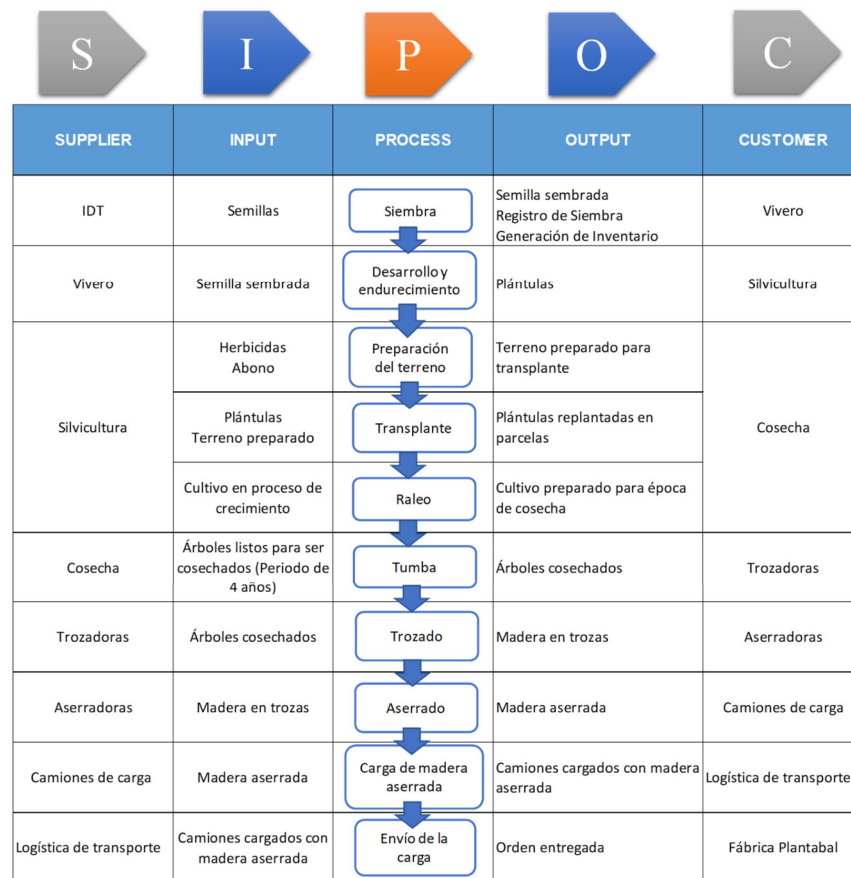 S
I
P
O
C
SUPPLIER
INPUT
PROCESS
OUTPUT
CUSTOMER
IDT
Semillas
Siembra
Semilla sembrada
Registro de Siembra
Generación de Inventario
Vivero
Vivero
Semilla sembrada
Desarrollo y
endurecimiento
Plántulas
Silvicultura
Silvicultura
Herbicidas
Abono
Preparación
del terreno
Terreno preparado para
transplante
Cosecha
Plántulas
Terreno preparado
Transplante
Plántulas replantadas en
parcelas
Cultivo en proceso de
crecimiento
Raleo
Cultivo preparado para época
de cosecha
Cosecha
Árboles listos para ser
cosechados (Periodo de
4 años)
Tumba
Árboles cosechados
Trozadoras
Trozadoras
Árboles cosechados
Trozado
Madera en trozas
Aserradoras
Aserradoras
Madera en trozas
Aserrado
Madera aserrada
Camiones de carga
Camiones de carga
Madera aserrada
Carga de madera
aserrada
Camiones cargados con madera
aserrada
Logística de transporte
Logística de transporte
Camiones cargados con
madera aserrada
Envío de la
carga
Orden entregada
Fábrica Plantabal